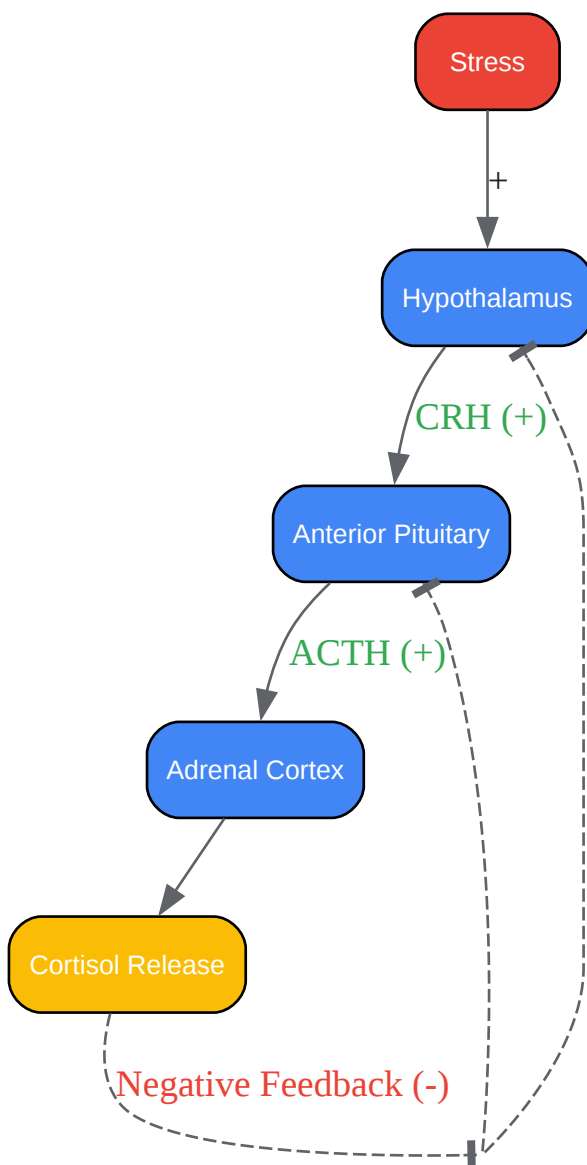 Stress
+
Hypothalamus
CRH (+)
Anterior Pituitary
ACTH (+)
Adrenal Cortex
Cortisol Release
Negative Feedback (-)